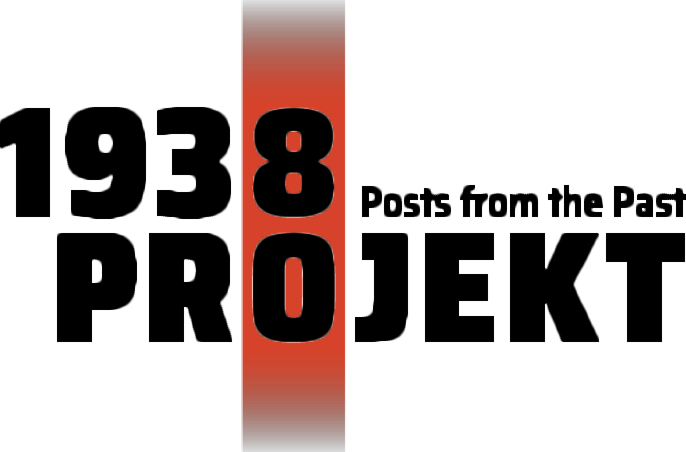 1938
Posts from the Past
PROJEKT